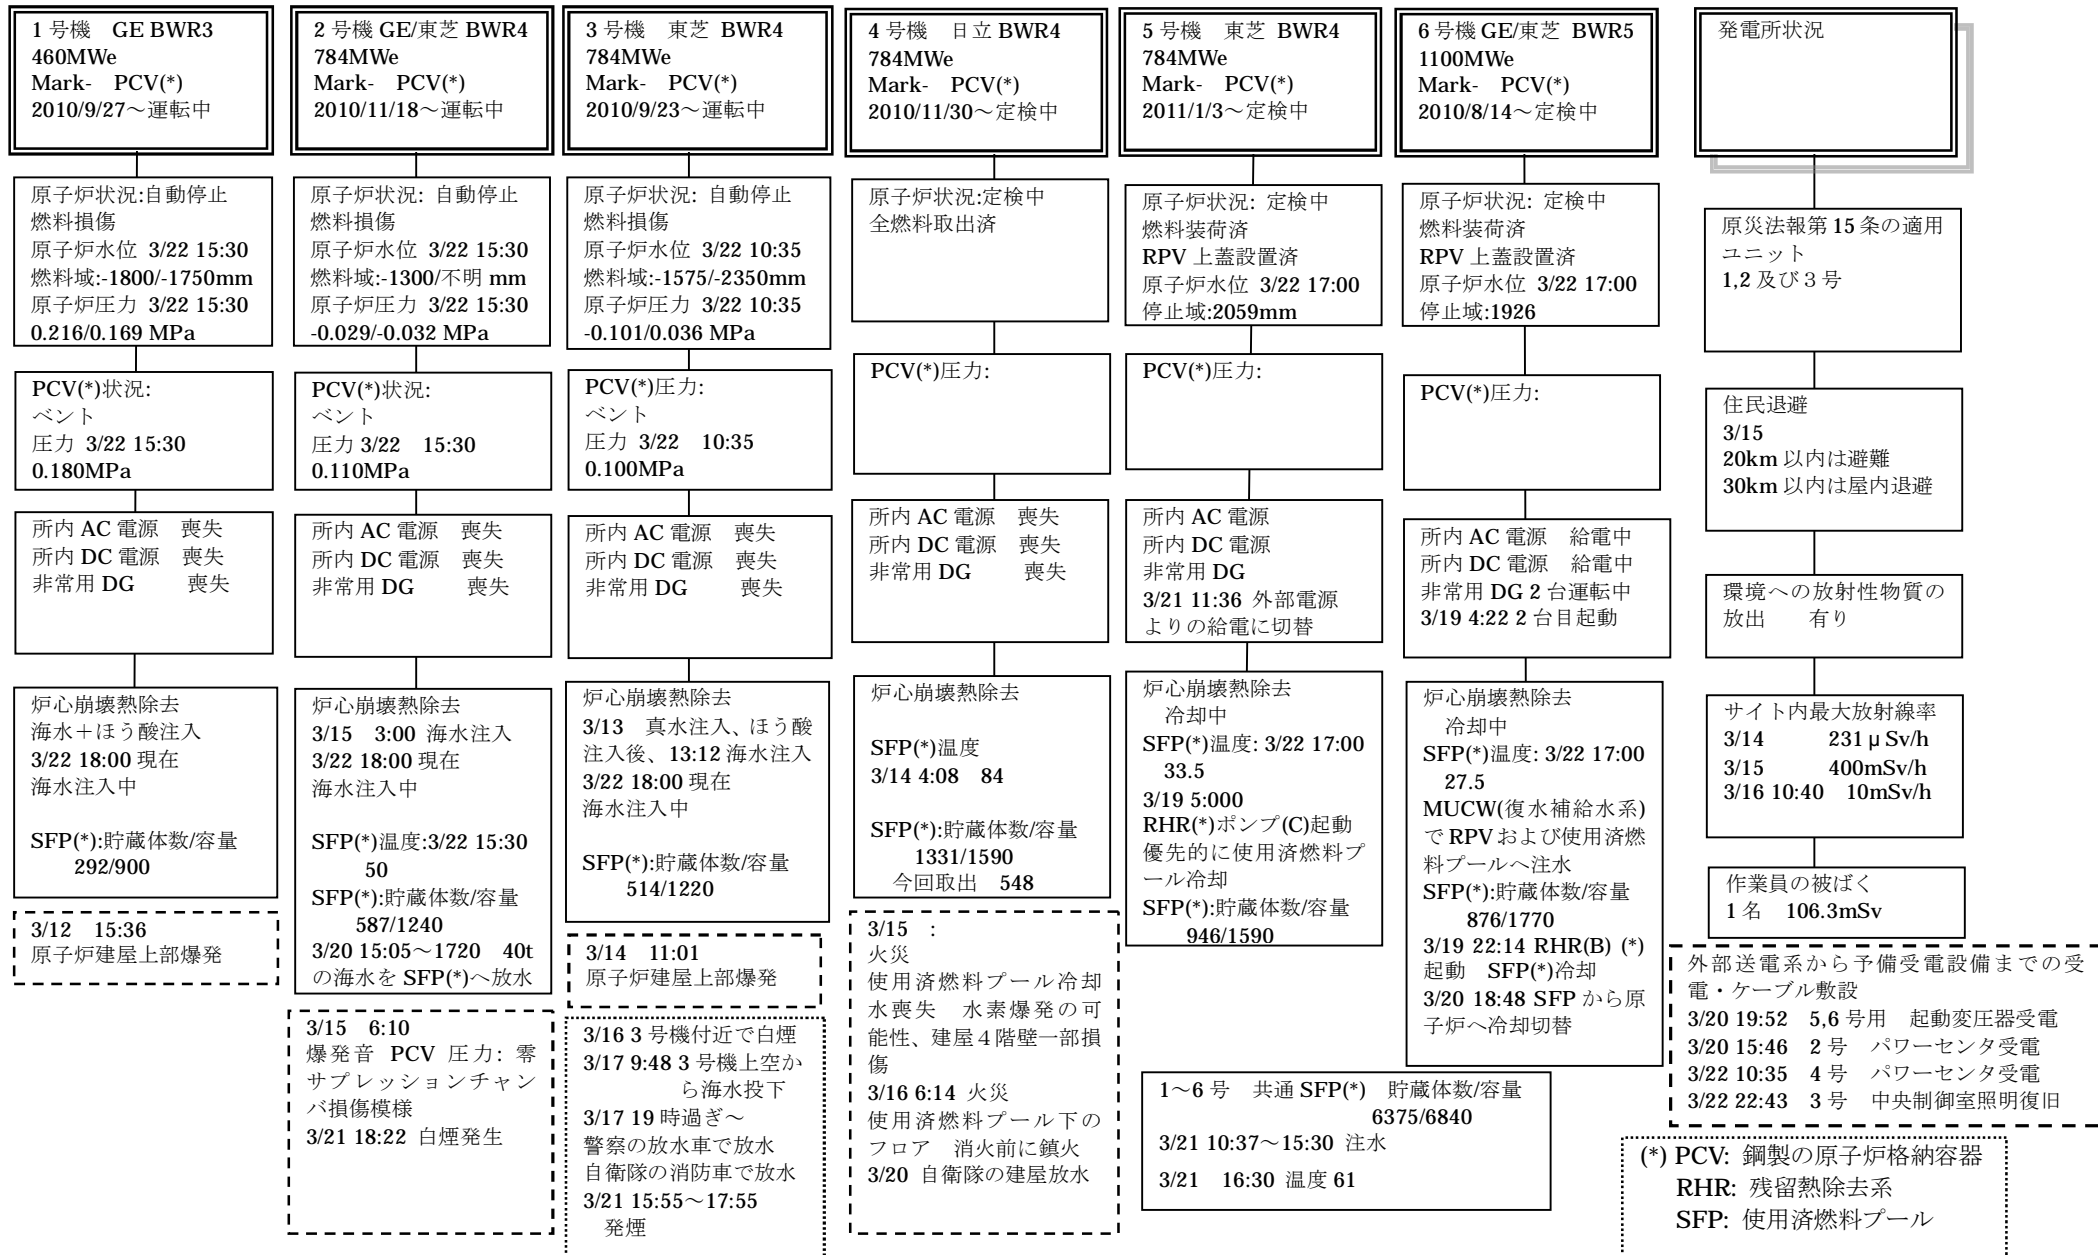 1 号機　GE BWR3
460MWe
Mark-　PCV(*)
2010/9/27～運転中
原子炉状況:自動停止
燃料損傷
原子炉水位 3/22 15:30
燃料域:-1800/-1750mm
原子炉圧力 3/22 15:30
0.216/0.169 MPa
PCV(*)状況:
ベント
圧力 3/22 15:30
0.180MPa
所内 AC 電源　喪失
所内 DC 電源　喪失
非常用 DG　　喪失
炉心崩壊熱除去
海水＋ほう酸注入
3/22 18:00 現在
海水注入中
SFP(*):貯蔵体数/容量
292/900
3/12　15:36
原子炉建屋上部爆発
2 号機 GE/東芝 BWR4
784MWe
Mark-　PCV(*)
2010/11/18～運転中
原子炉状況: 自動停止
燃料損傷
原子炉水位 3/22 15:30
燃料域:-1300/不明 mm
原子炉圧力 3/22 15:30
-0.029/-0.032 MPa
PCV(*)状況:
ベント
圧力 3/22　15:30
0.110MPa
所内 AC 電源　喪失
所内 DC 電源　喪失
非常用 DG　　喪失
炉心崩壊熱除去
3/15　3:00 海水注入
3/22 18:00 現在
海水注入中
SFP(*)温度:3/22 15:30
50
SFP(*):貯蔵体数/容量
587/1240
3/20 15:05～1720　40t
の海水を SFP(*)へ放水
3/15　6:10
爆発音 PCV 圧力: 零
サプレッションチャン
バ損傷模様
3/21 18:22 白煙発生
3 号機　東芝 BWR4
784MWe
Mark-　PCV(*)
2010/9/23～運転中
原子炉状況: 自動停止
燃料損傷
原子炉水位 3/22 10:35
燃料域:-1575/-2350mm
原子炉圧力 3/22 10:35
-0.101/0.036 MPa
PCV(*)圧力:
ベント
圧力 3/22　10:35
0.100MPa
所内 AC 電源　喪失
所内 DC 電源　喪失
非常用 DG　　喪失
炉心崩壊熱除去
3/13　真水注入、ほう酸
注入後、13:12 海水注入
3/22 18:00 現在
海水注入中
SFP(*):貯蔵体数/容量
514/1220
3/14　11:01
原子炉建屋上部爆発
3/16 3 号機付近で白煙
3/17 9:48 3 号機上空か
ら海水投下
3/17 19 時過ぎ～
警察の放水車で放水
自衛隊の消防車で放水
3/21 15:55～17:55
発煙
4 号機　日立 BWR4
784MWe
Mark-　PCV(*)
2010/11/30～定検中
原子炉状況:定検中
全燃料取出済
PCV(*)圧力:
所内 AC 電源　喪失
所内 DC 電源　喪失
非常用 DG　　喪失
炉心崩壊熱除去
SFP(*)温度
3/14 4:08　84
SFP(*):貯蔵体数/容量
1331/1590
今回取出　548
3/15　:
火災
使用済燃料プール冷却
水喪失　水素爆発の可
能性、建屋４階壁一部損
傷
3/16 6:14 火災
使用済燃料プール下の
フロア　消火前に鎮火
3/20 自衛隊の建屋放水
5 号機　東芝 BWR4
784MWe
Mark-　PCV(*)
2011/1/3～定検中
原子炉状況: 定検中
燃料装荷済
RPV 上蓋設置済
原子炉水位 3/22 17:00
停止域:2059mm
PCV(*)圧力:
所内 AC 電源
所内 DC 電源
非常用 DG
3/21 11:36 外部電源
よりの給電に切替
炉心崩壊熱除去
冷却中
SFP(*)温度: 3/22 17:00
33.5
3/19 5:000
RHR(*)ポンプ(C)起動
優先的に使用済燃料プ
ール冷却
SFP(*):貯蔵体数/容量
946/1590
6 号機 GE/東芝 BWR5
1100MWe
Mark-　PCV(*)
2010/8/14～定検中
原子炉状況: 定検中
燃料装荷済
RPV 上蓋設置済
原子炉水位 3/22 17:00
停止域:1926
PCV(*)圧力:
所内 AC 電源　給電中
所内 DC 電源　給電中
非常用 DG 2 台運転中
3/19 4:22 2 台目起動
炉心崩壊熱除去
冷却中
SFP(*)温度: 3/22 17:00
27.5
MUCW(復水補給水系)
で RPV および使用済燃
料プールへ注水
SFP(*):貯蔵体数/容量
876/1770
3/19 22:14 RHR(B) (*)
起動　SFP(*)冷却
3/20 18:48 SFP から原
子炉へ冷却切替
1～6 号　共通 SFP(*)　貯蔵体数/容量
6375/6840
3/21 10:37～15:30 注水
3/21　16:30 温度 61
発電所状況
原災法報第 15 条の適用
ユニット
1,2 及び３号
住民退避
3/15
20km 以内は避難
30km 以内は屋内退避
環境への放射性物質の
放出　　有り
サイト内最大放射線率
3/14　　231μSv/h
3/15　　400mSv/h
3/16 10:40　10mSv/h
作業員の被ばく
1 名　106.3mSv
外部送電系から予備受電設備までの受
電・ケーブル敷設
3/20 19:52　5,6 号用　起動変圧器受電
3/20 15:46　2 号　パワーセンタ受電
3/22 10:35　4 号　パワーセンタ受電
3/22 22:43　3 号　中央制御室照明復旧
(*) PCV: 鋼製の原子炉格納容器
RHR: 残留熱除去系
SFP: 使用済燃料プール